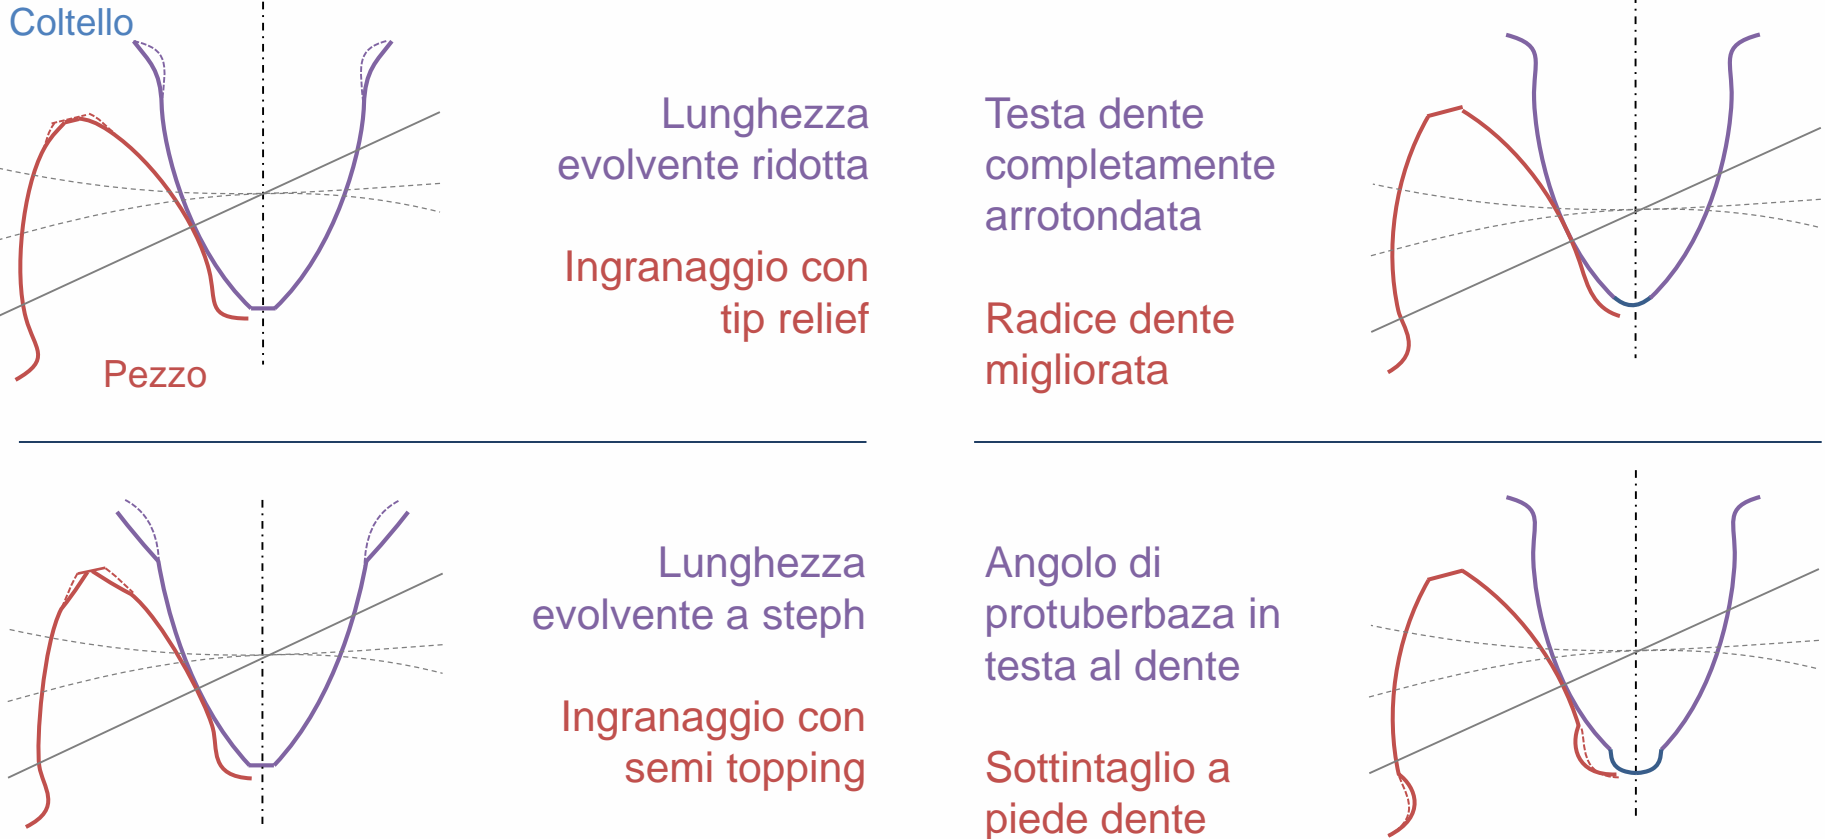 Coltello
Lunghezza
evolvente ridotta
Ingranaggio con
tip relief
Pezzo
Testa dente
completamente
arrotondata
Radice dente
migliorata
Lunghezza
evolvente a steph
Ingranaggio con
semi topping
Angolo di
protuberbaza in
testa al dente
Sottintaglio a
piede dente